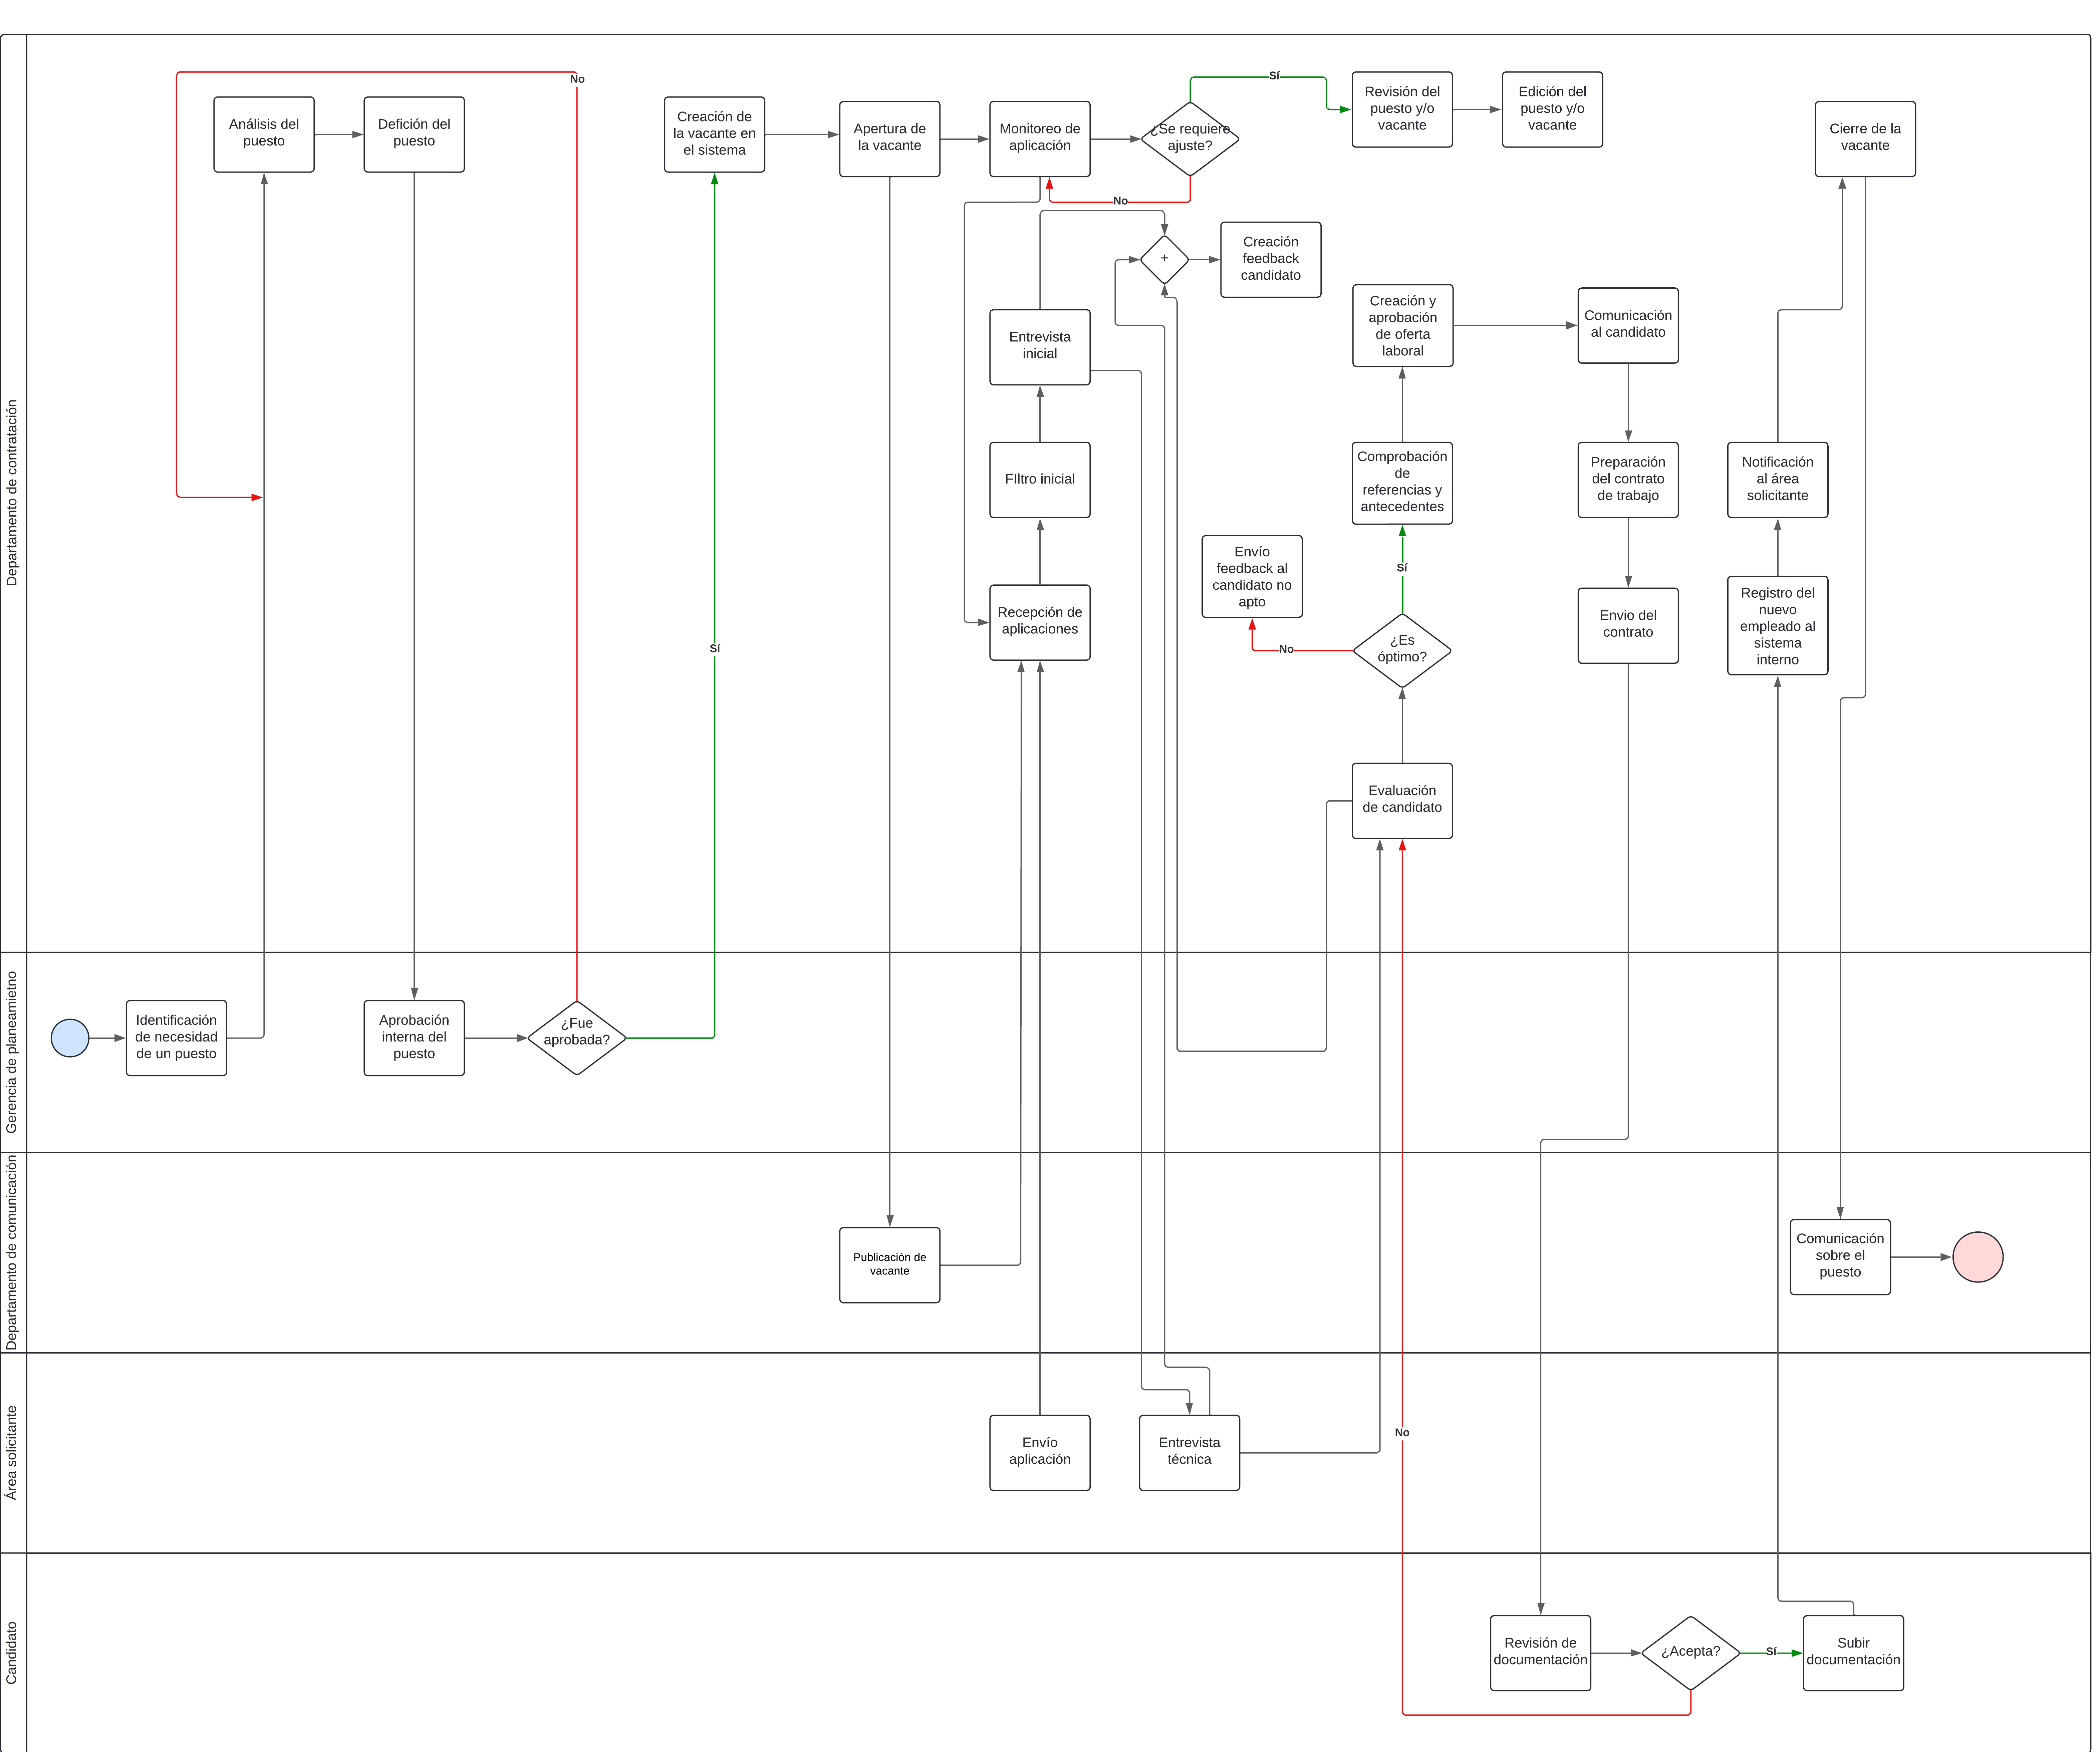 Departamento de contratación
No
Análisis del
puesto
Defición del
puesto
Creación de
la vacante en
el sistema
Apertura de
la vacante
Monitoreo de
aplicación
¿Se requiere
ajuste?
Sí
No
Revisión del
puesto y/o
vacante
Edición del
puesto y/o
vacante
Cierre de la
vacante
+
Creación
feedback
candidato
Entrevista
inicial
Creación y
aprobación
de oferta
laboral
Comunicación
al candidato
FIltro inicial
Comprobación
de
referencias y
antecedentes
Preparación
del contrato
de trabajo
Notificación
al área
solicitante
Envío
feedback al
candidato no
apto
Sí
Recepción de
aplicaciones
No
¿Es
óptimo?
Envio del
contrato
Registro del
nuevo
empleado al
sistema
interno
Sí
Evaluación
de candidato
Gerencia de planeamietno
Identificación
de necesidad
de un puesto
Aprobación
interna del
puesto
¿Fue
aprobada?
Departamento de comunicación
Publicación de
vacante
Comunicación
sobre el
puesto
Área solicitante
Envío
aplicación
Entrevista
técnica
No
Candidato
Revisión de
documentación
¿Acepta?
Sí
Subir
documentación